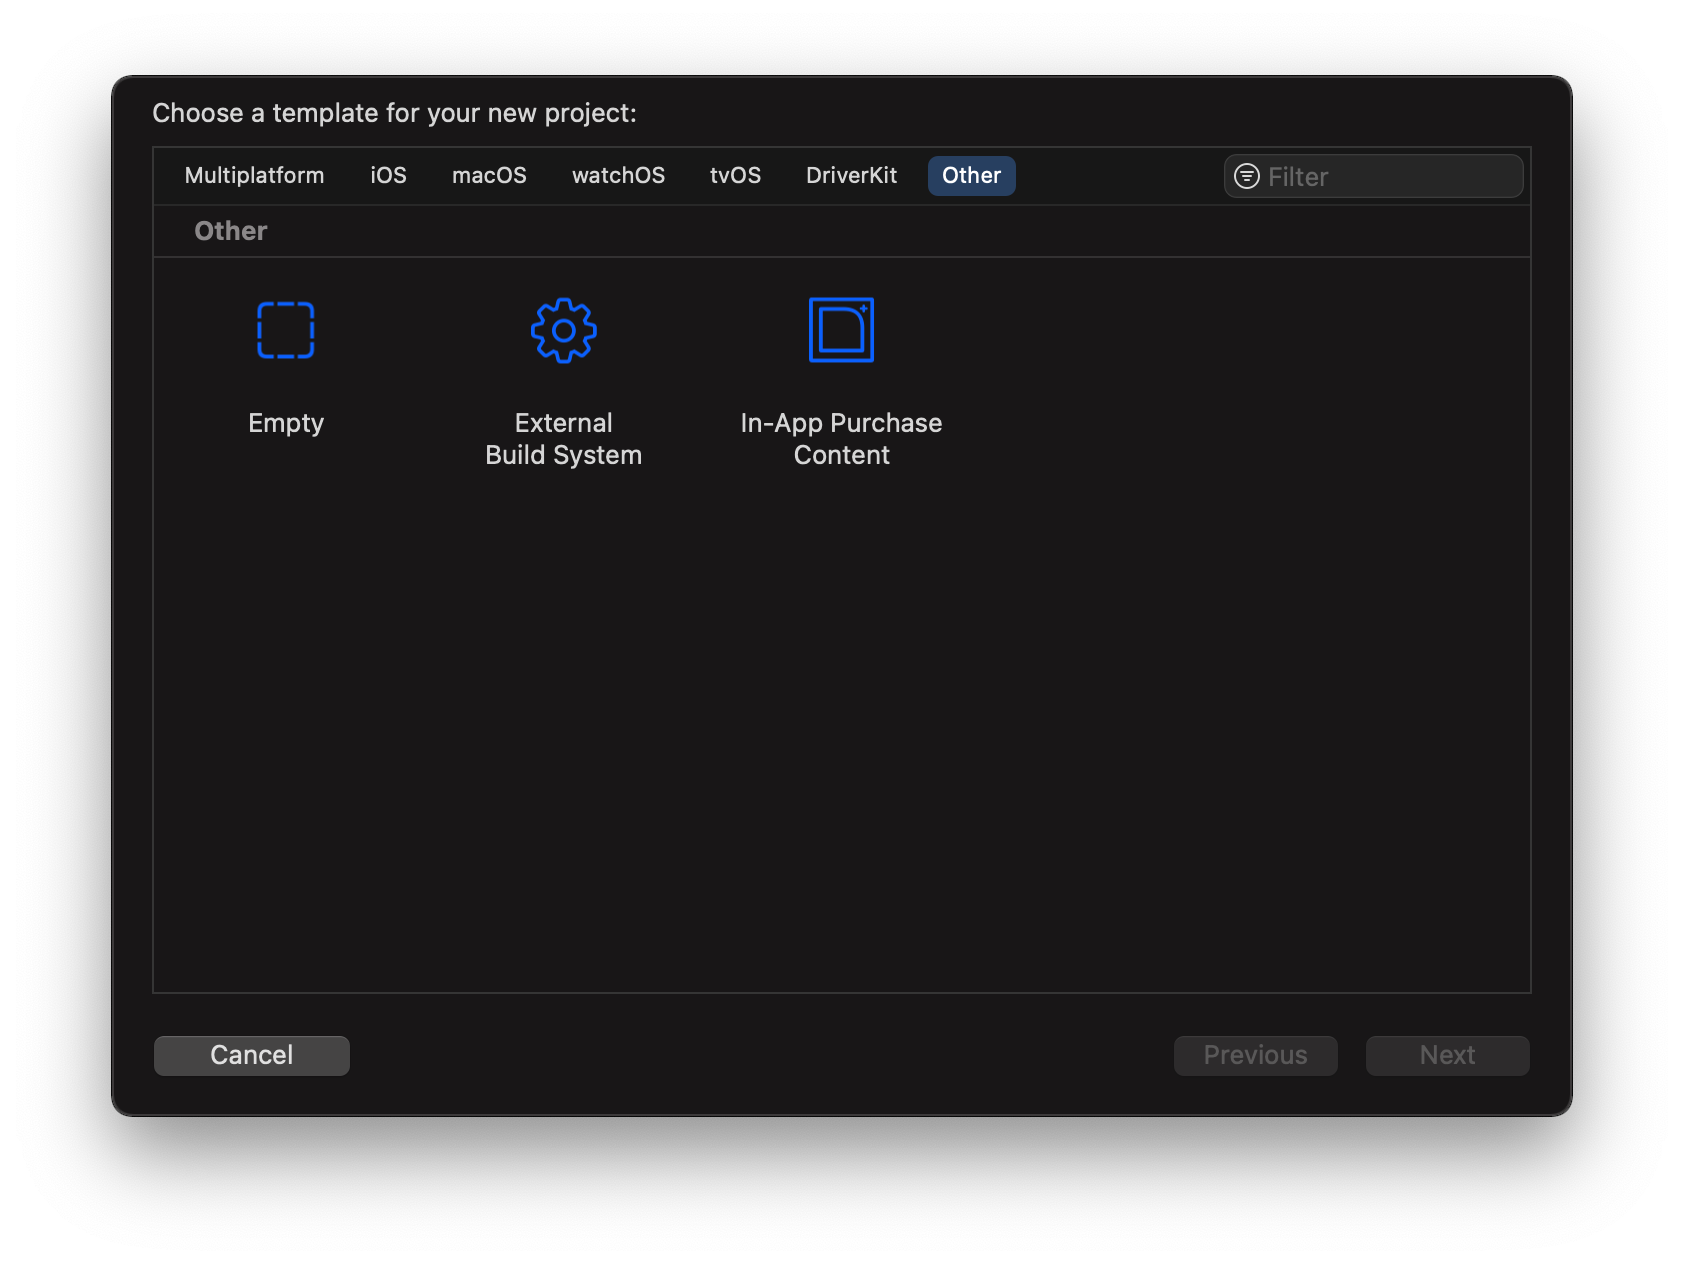 Choose a template for your new project:
Multiplatform iOS macOS watchOS tvOS DriverKit Other Filter
Other
Empty External In-App Purchase
Build System Content
Cancel Previous Next